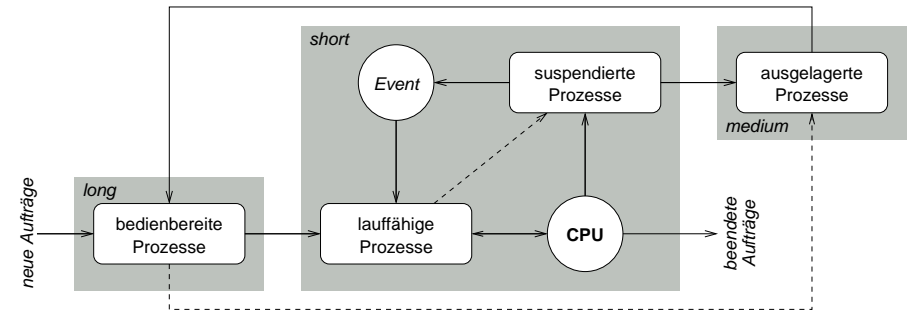 short
Event
suspendierte
Prozesse
ausgelagerte
Prozesse
medium
neue Aufträge
long
bedienbereite
Prozesse
lauffähige
Prozesse
CPU
beendete
Aufträge